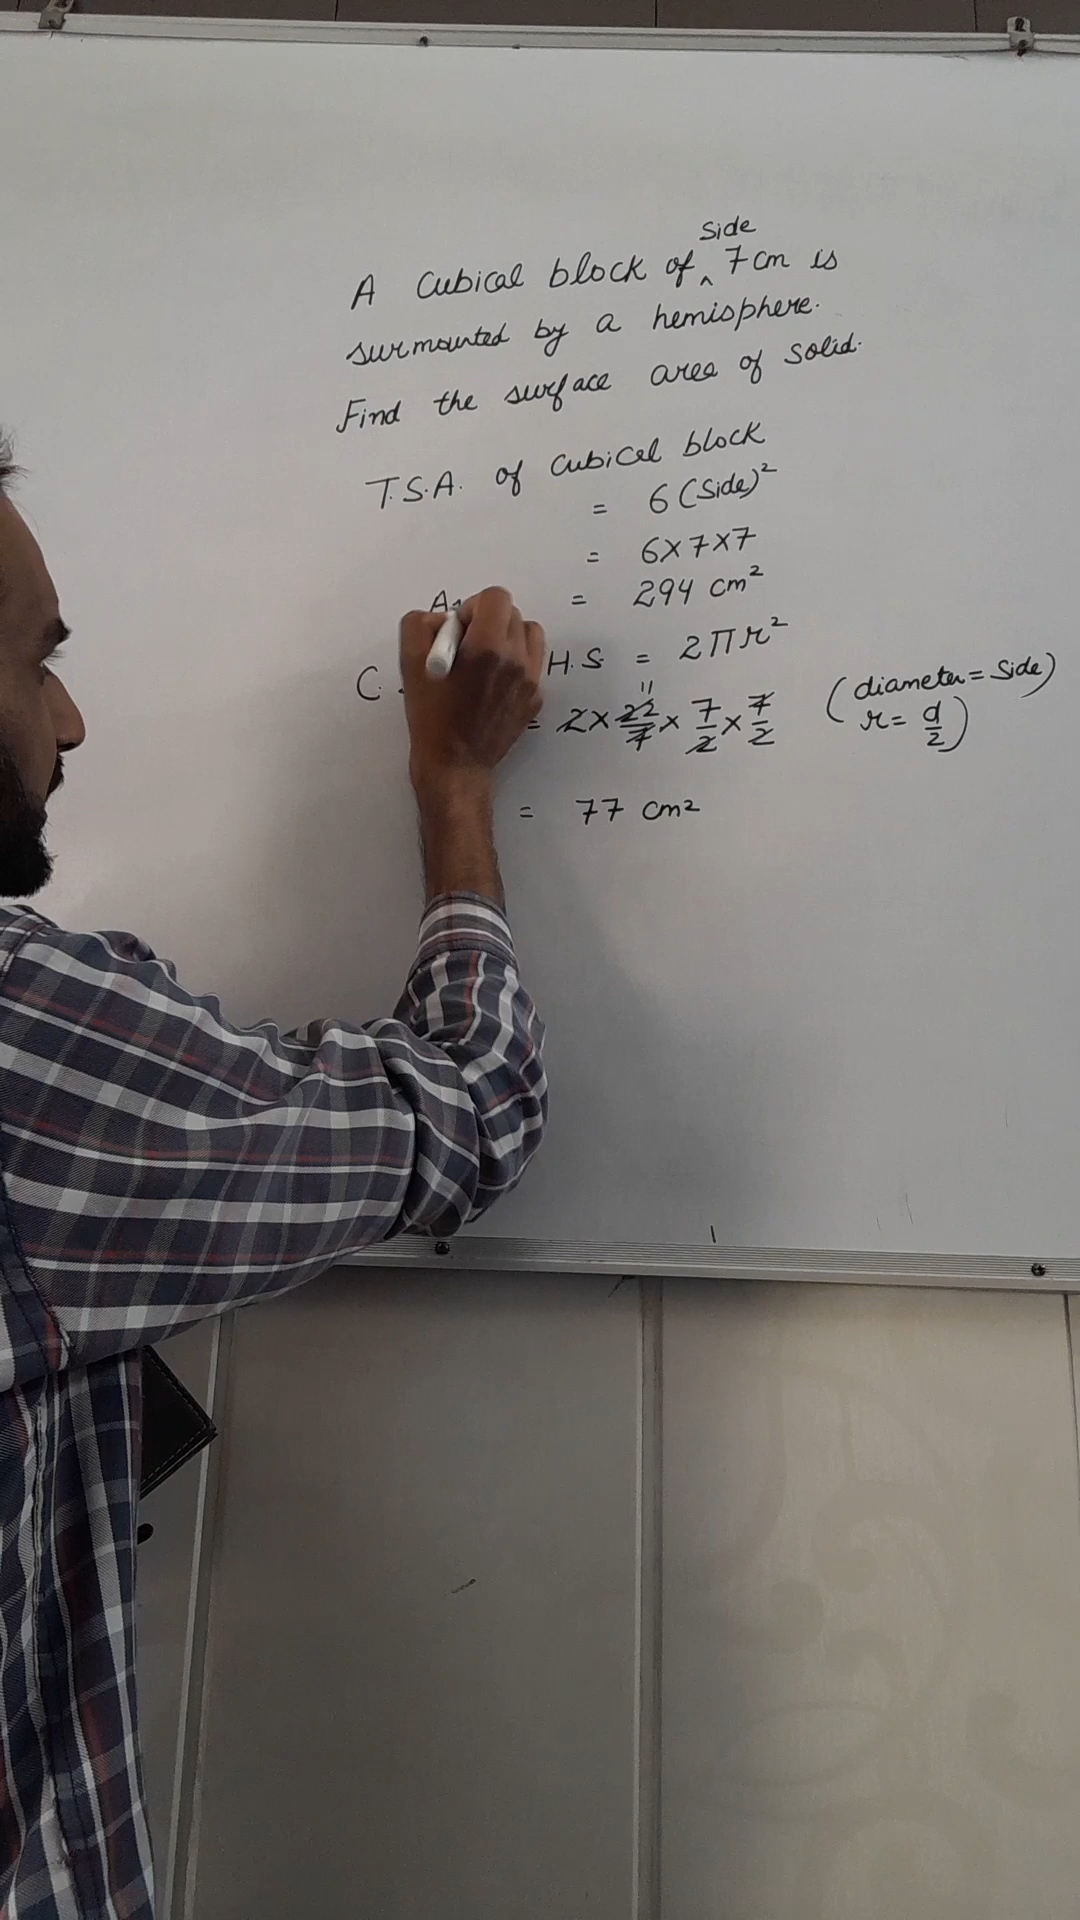 Side
A Cubical block of ^ 7 cm is
surmounted by a hemisphere.
Find the surface area of Solid.
T.S.A. of Cubical block
= 6 (Side)²
= 6×7×7
= 294 cm²
C. H.S. = 2πr²
11
= 2 × 22/7 × 7/2 × 7/2 (diameter = Side)
r = d/2)
= 77 cm²